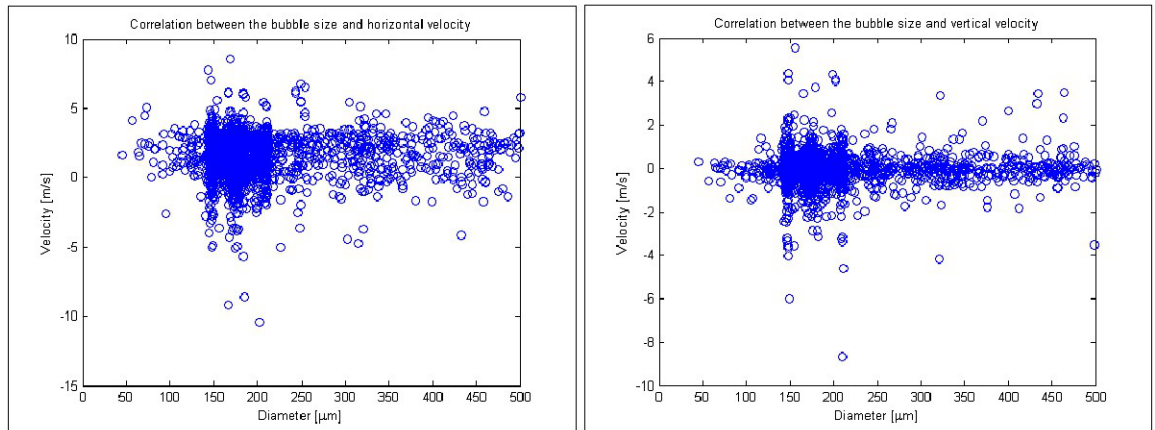 Correlation between the bubble size and horizontal velocity
10
5
0
-5
-10
-15
Velocity [m/s]
0 50 100 150 200 250 300 350 400 450 500
Diameter [μm]
Correlation between the bubble size and vertical velocity
6
4
2
0
-2
-4
-6
-8
-10
Velocity [m/s]
0 50 100 150 200 250 300 350 400 450 500
Diameter [μm]